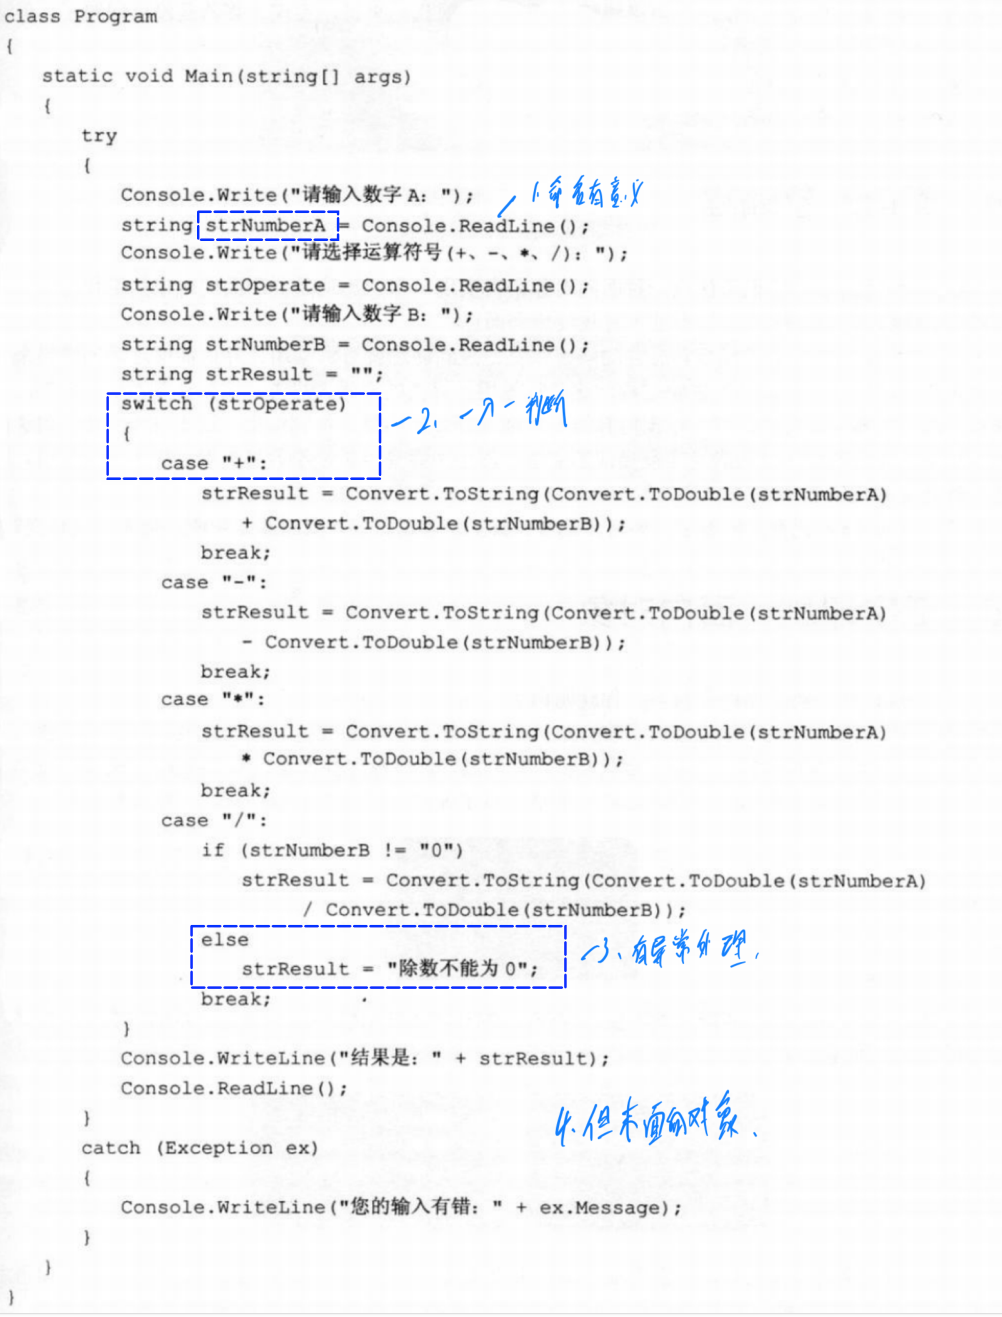 class Program
{
static void Main(string[] args)
{
try
{
Console.Write("请输入数字 A: ");
1.命名有意义
string strNumberA = Console.ReadLine();
Console.Write("请选择运算符号(+、-、*、/): ");
string strOperate = Console.ReadLine();
Console.Write("请输入数字 B: ");
string strNumberB = Console.ReadLine();
string strResult = "";
switch (strOperate)
2、一次一判断
{
case "+":
strResult = Convert.ToString(Convert.ToDouble(strNumberA)
+ Convert.ToDouble(strNumberB));
break;
case "-":
strResult = Convert.ToString(Convert.ToDouble(strNumberA)
- Convert.ToDouble(strNumberB));
break;
case "*":
strResult = Convert.ToString(Convert.ToDouble(strNumberA)
* Convert.ToDouble(strNumberB));
break;
case "/":
if (strNumberB != "0")
strResult = Convert.ToString(Convert.ToDouble(strNumberA)
/ Convert.ToDouble(strNumberB));
else
3、有异常处理.
strResult = "除数不能为 0";
break;
}
Console.WriteLine("结果是: " + strResult);
Console.ReadLine();
}
4.但未面向对象.
catch (Exception ex)
{
Console.WriteLine("您的输入有错: " + ex.Message);
}
}
}